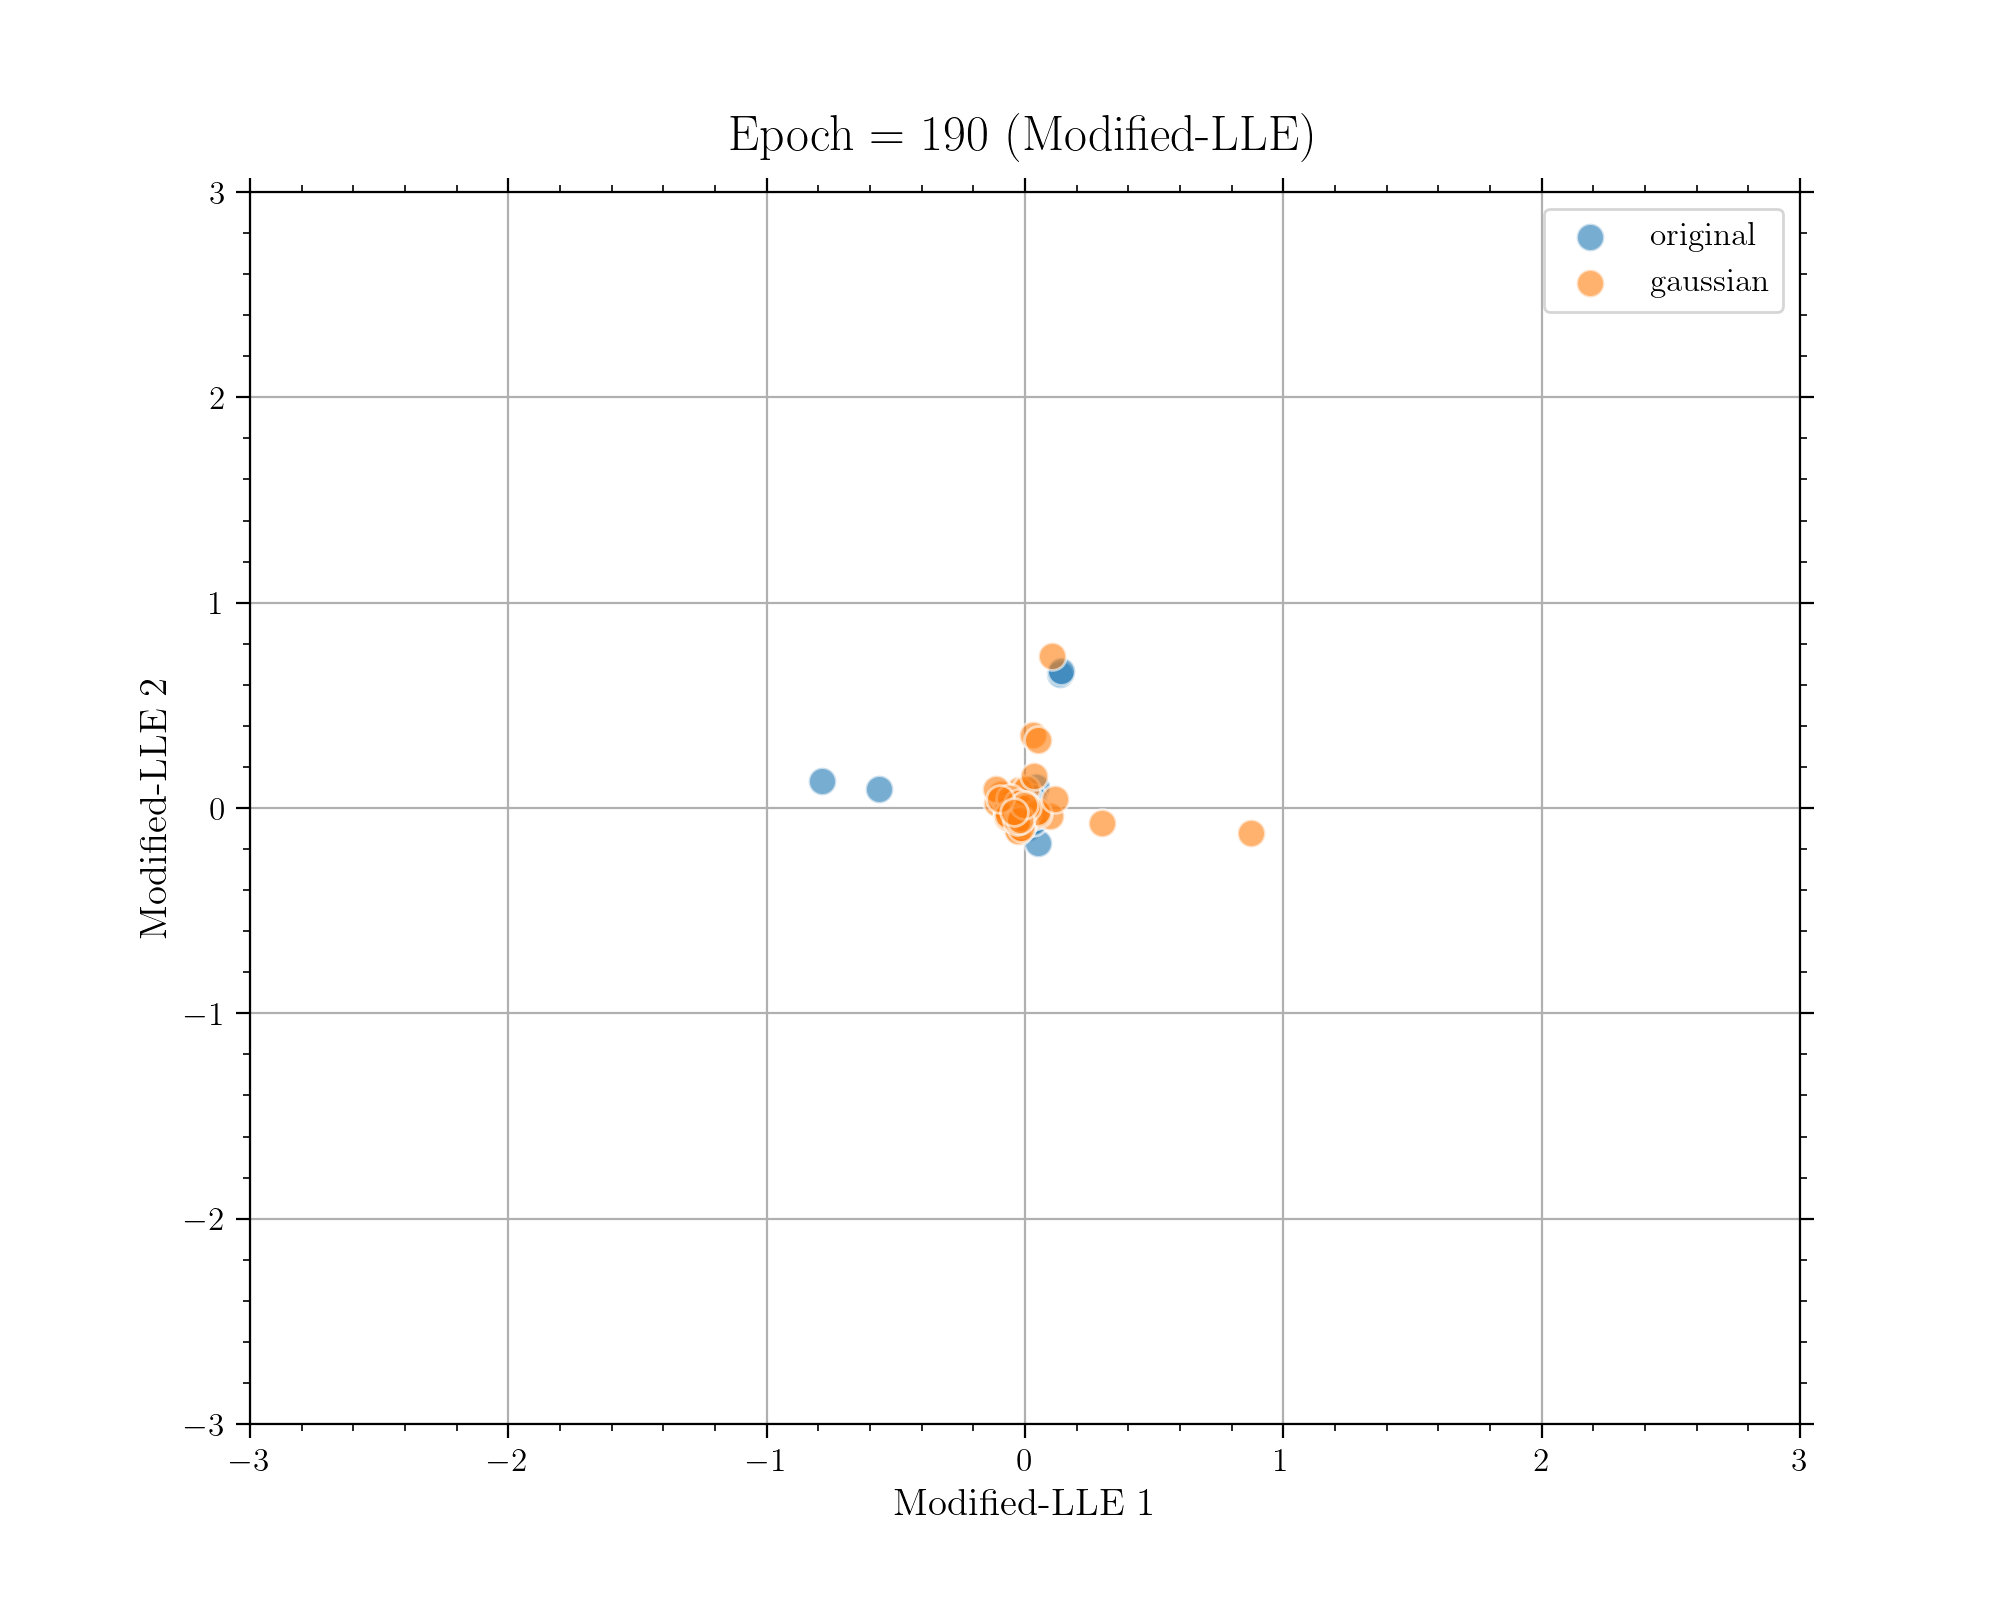 Epoch = 190 (Modified-LLE)
original
gaussian
3
2
1
0
−1
−2
−3
Modified-LLE 2
−3 −2 −1 0 1 2 3
Modified-LLE 1